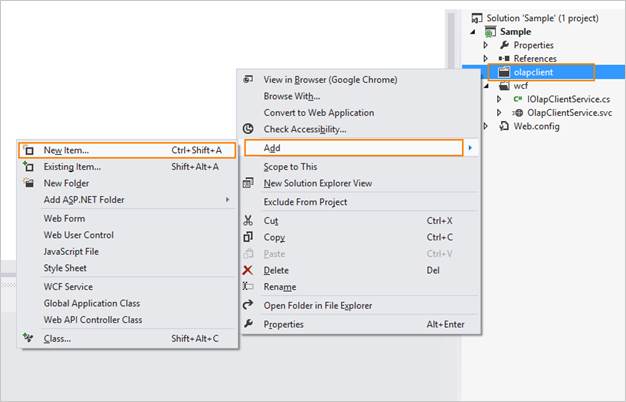 Solution 'Sample' (1 project)
Sample
Properties
References
olapclient
wcf
IOlapClientService.cs
OlapClientService.svc
Web.config
View in Browser (Google Chrome)
Browse With...
Convert to Web Application
Check Accessibility...
Add
Scope to This
New Solution Explorer View
Exclude From Project
Cut Ctrl+X
Copy Ctrl+C
Paste Ctrl+V
Delete Del
Rename
Open Folder in File Explorer
Properties Alt+Enter
New Item... Ctrl+Shift+A
Existing Item... Shift+Alt+A
New Folder
Add ASP.NET Folder
Web Form
Web User Control
JavaScript File
Style Sheet
WCF Service
Global Application Class
Web API Controller Class
Class... Shift+Alt+C